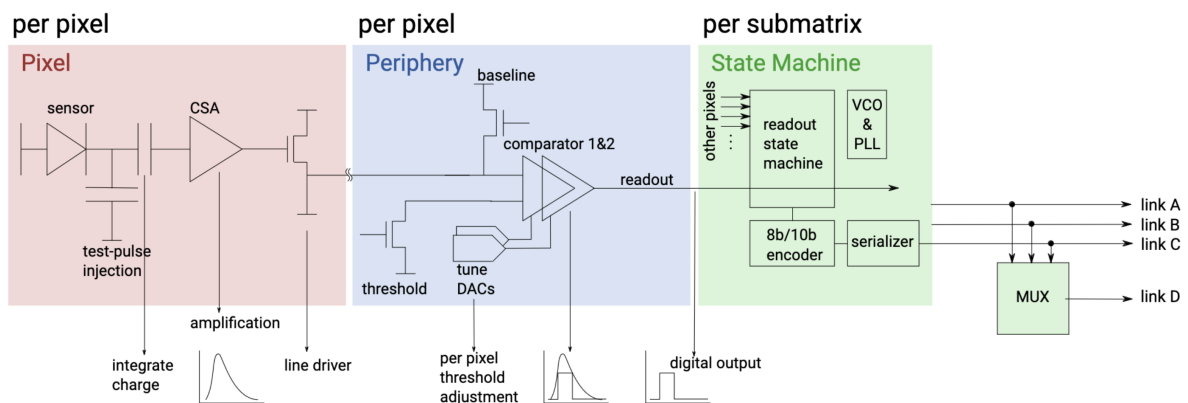 per pixel
per pixel
per submatrix
Pixel
Periphery
State Machine
sensor
CSA
baseline
comparator 1&2
other pixels
...
readout
state
machine
VCO
&
PLL
readout
test-pulse
injection
threshold
tune
DACs
8b/10b
encoder
serializer
link A
link B
link C
MUX
link D
amplification
integrate
charge
line driver
per pixel
threshold
adjustment
digital output